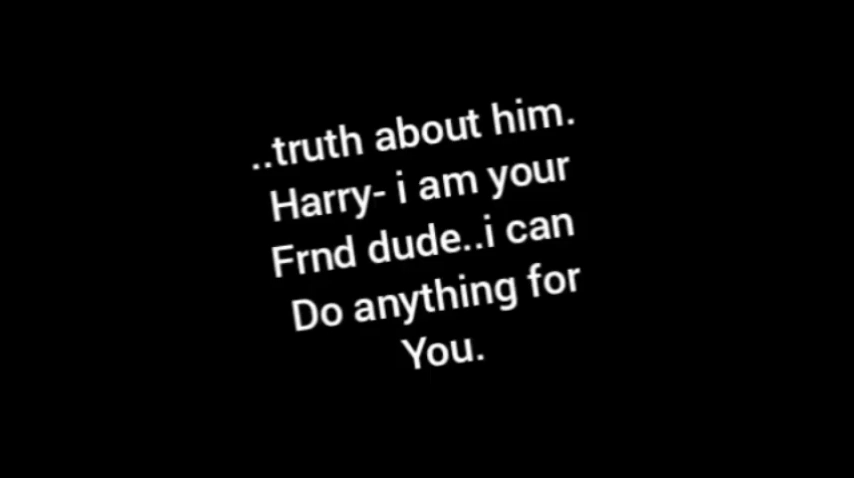 ..truth about him.
Harry- i am your
Frnd dude..i can
Do anything for
You.